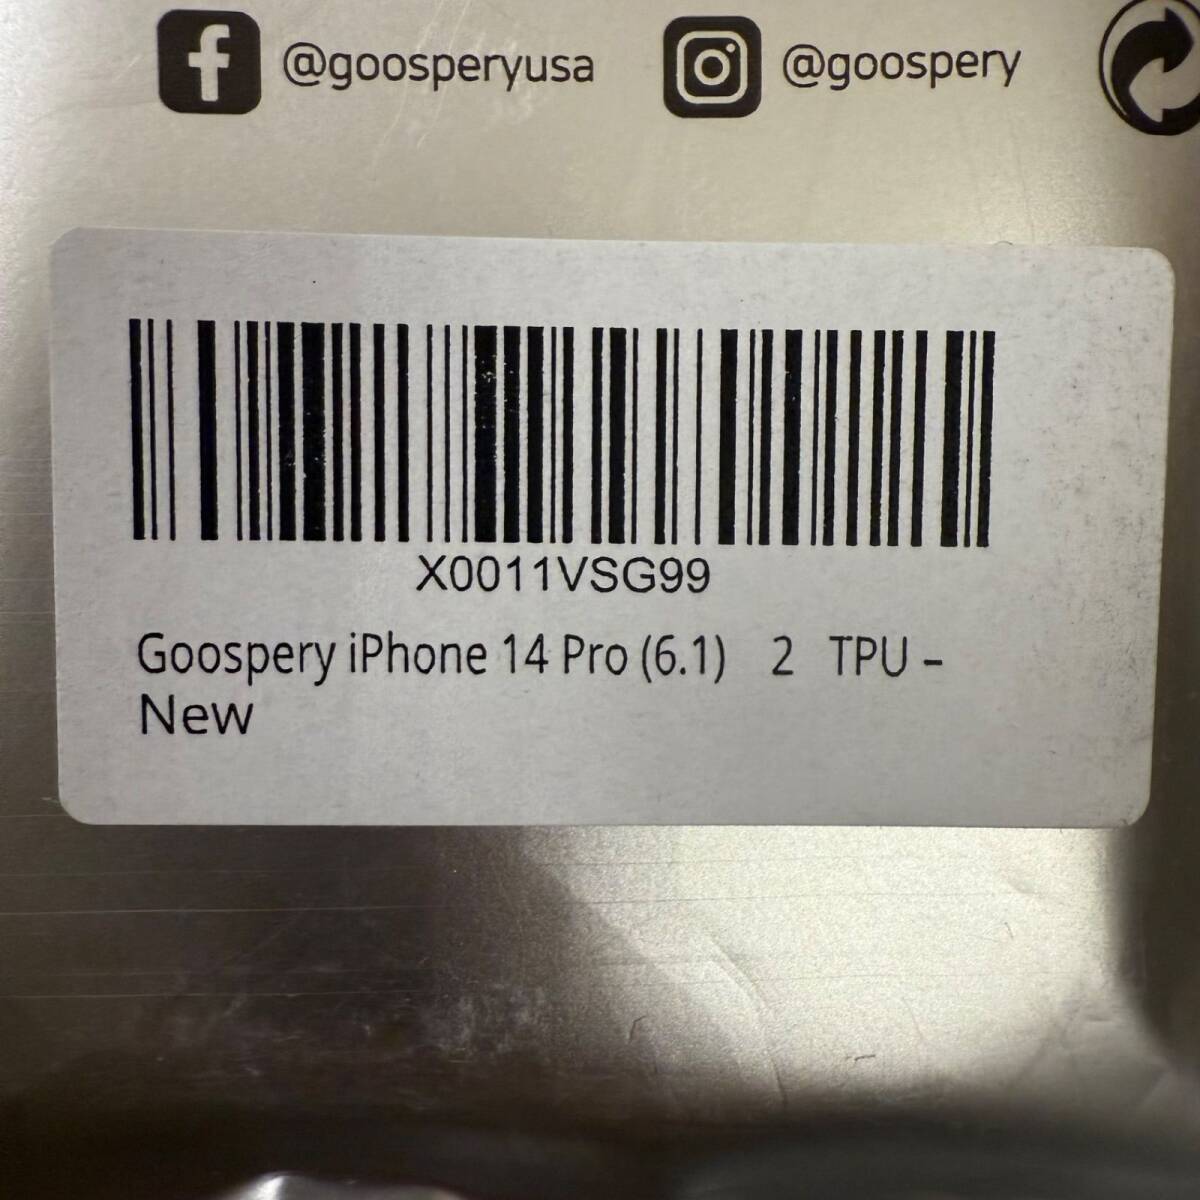 @goosperyusa @goospery
X0011VSG99
Goospery iPhone 14 Pro (6.1) 2 TPU –
New